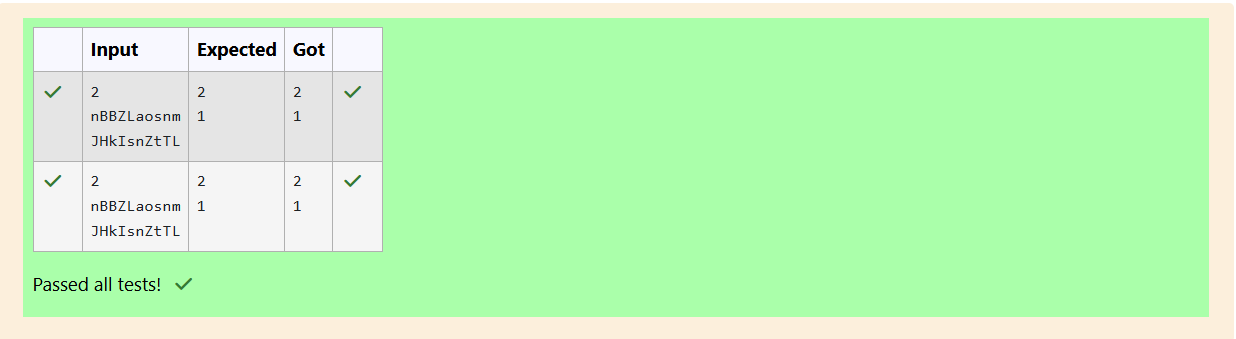 Input Expected Got
2 2 2
nBBZLaosnm 1 1
JHkIsnZtTL
2 2 2
nBBZLaosnm 1 1
JHkIsnZtTL
Passed all tests!